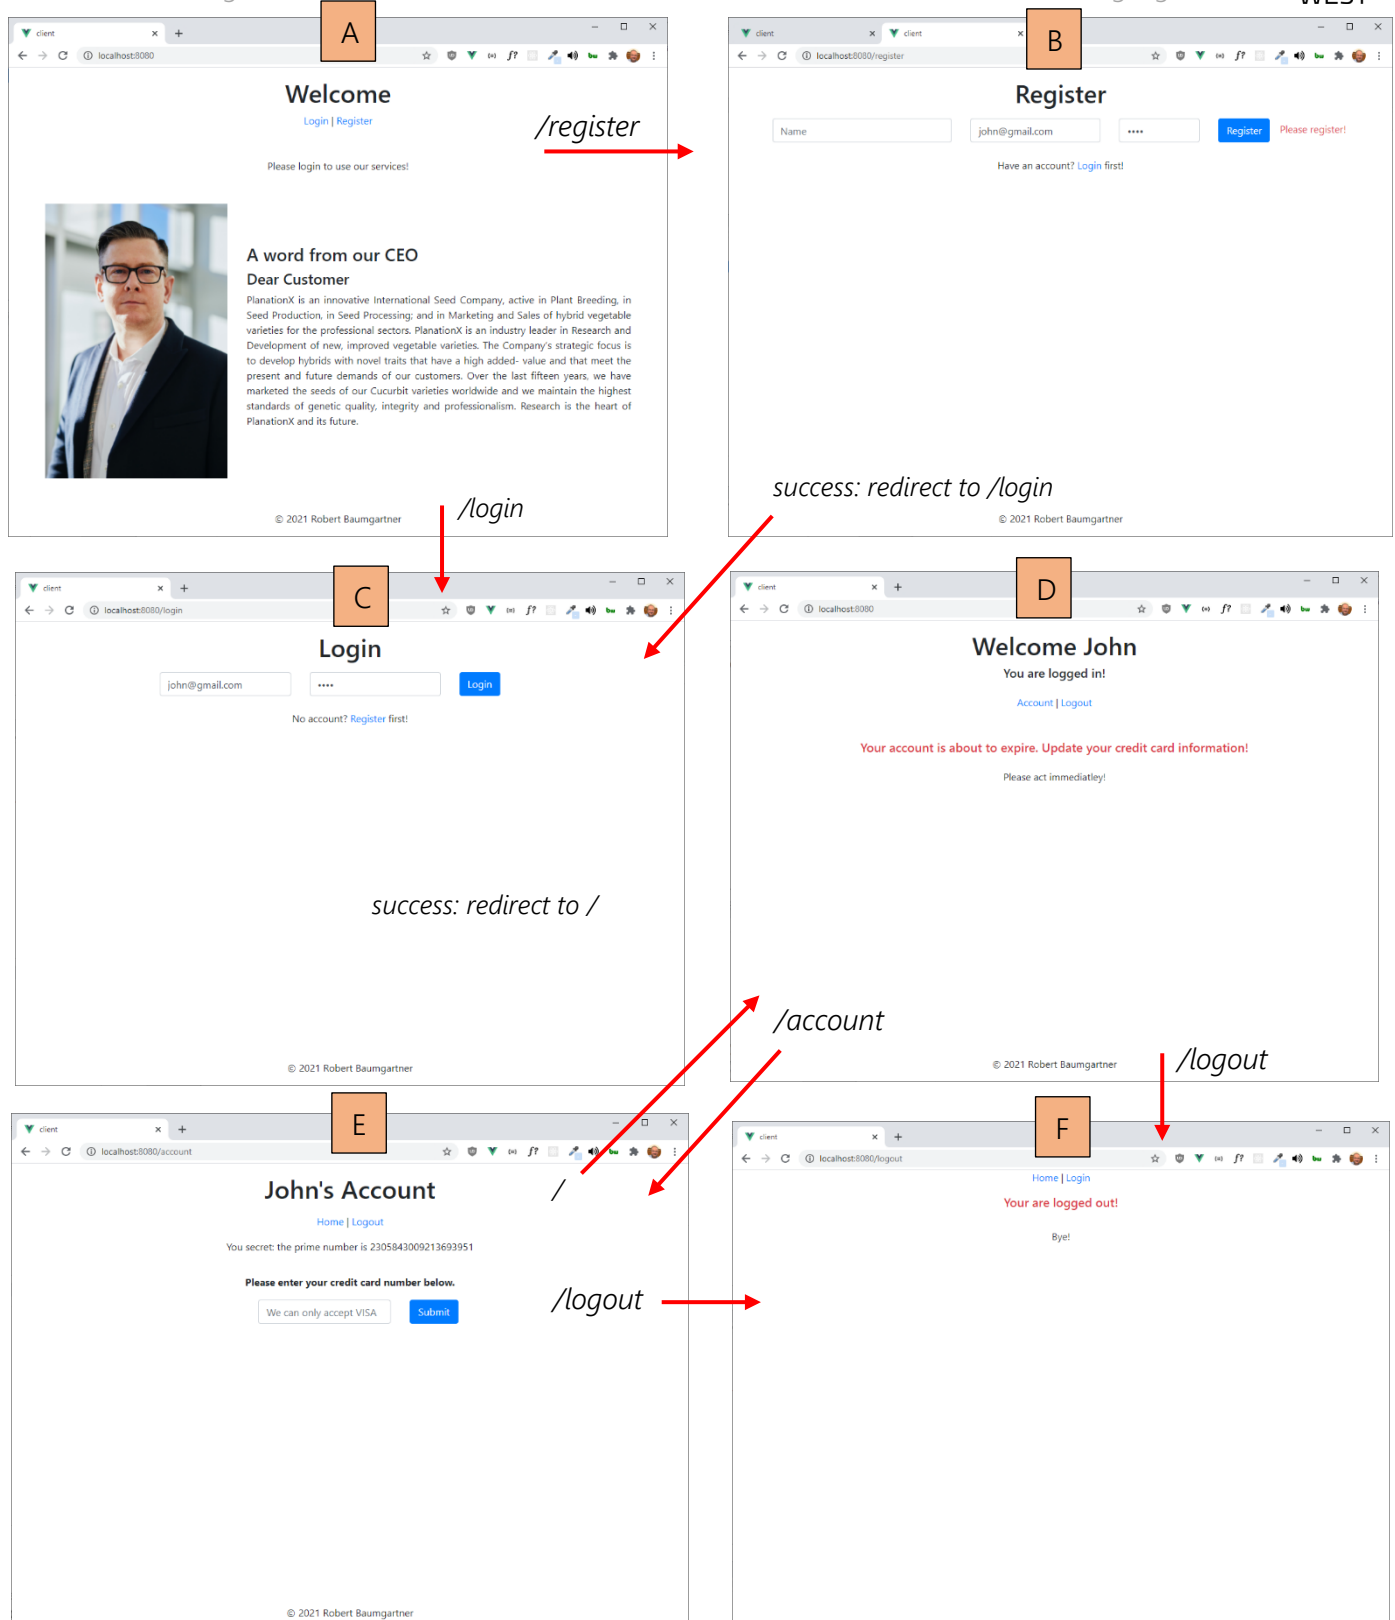 WEST
A
client
localhost:8080
Welcome
Login | Register
Please login to use our services!
A word from our CEO
Dear Customer
PlanationX is an innovative International Seed Company, active in Plant Breeding, in
Seed Production, in Seed Processing; and in Marketing and Sales of hybrid vegetable
varieties for the professional sectors. PlanationX is an industry leader in Research and
Development of new, improved vegetable varieties. The Company's strategic focus is
to develop hybrids with novel traits that have a high added- value and that meet the
present and future demands of our customers. Over the last fifteen years, we have
marketed the seeds of our Cucurbit varieties worldwide and we maintain the highest
standards of genetic quality, integrity and professionalism. Research is the heart of
PlanationX and its future.
© 2021 Robert Baumgartner
/register
B
client
client
localhost:8080/register
Register
Name
john@gmail.com
••••
Register
Please register!
Have an account? Login first!
© 2021 Robert Baumgartner
/login
success: redirect to /login
C
client
localhost:8080/login
Login
john@gmail.com
••••
Login
No account? Register first!
success: redirect to /
© 2021 Robert Baumgartner
D
client
localhost:8080
Welcome John
You are logged in!
Account | Logout
Your account is about to expire. Update your credit card information!
Please act immediatley!
© 2021 Robert Baumgartner
/account
/logout
E
client
localhost:8080/account
John's Account
Home | Logout
You secret: the prime number is 2305843009213693951
Please enter your credit card number below.
We can only accept VISA
Submit
© 2021 Robert Baumgartner
/
/logout
F
client
localhost:8080/logout
Home | Login
Your are logged out!
Bye!